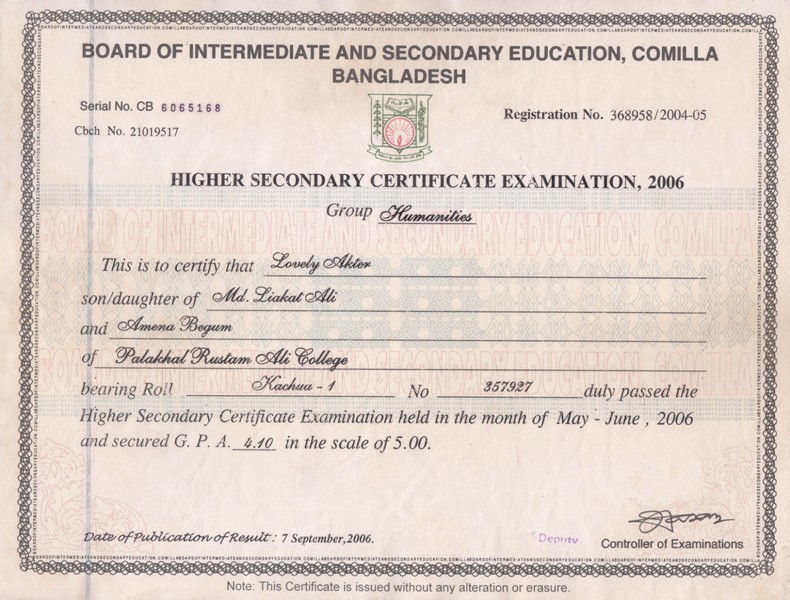 BOARD OF INTERMEDIATE AND SECONDARY EDUCATION, COMILLA
BANGLADESH
Serial No. CB 6065168
Registration No. 368958/2004-05
Cbch No. 21019517
HIGHER SECONDARY CERTIFICATE EXAMINATION, 2006
Group Humanities
This is to certify that Lovely Akter
son/daughter of Md. Liakat Ali
and Amena Begum
of Palakhal Rustam Ali College
bearing Roll Kachua - 1 No 357927 duly passed the
Higher Secondary Certificate Examination held in the month of May - June , 2006
and secured G. P. A. 4.10 in the scale of 5.00.
Date of Publication of Result : 7 September,2006.
Deputy
Controller of Examinations
Note: This Certificate is issued without any alteration or erasure.